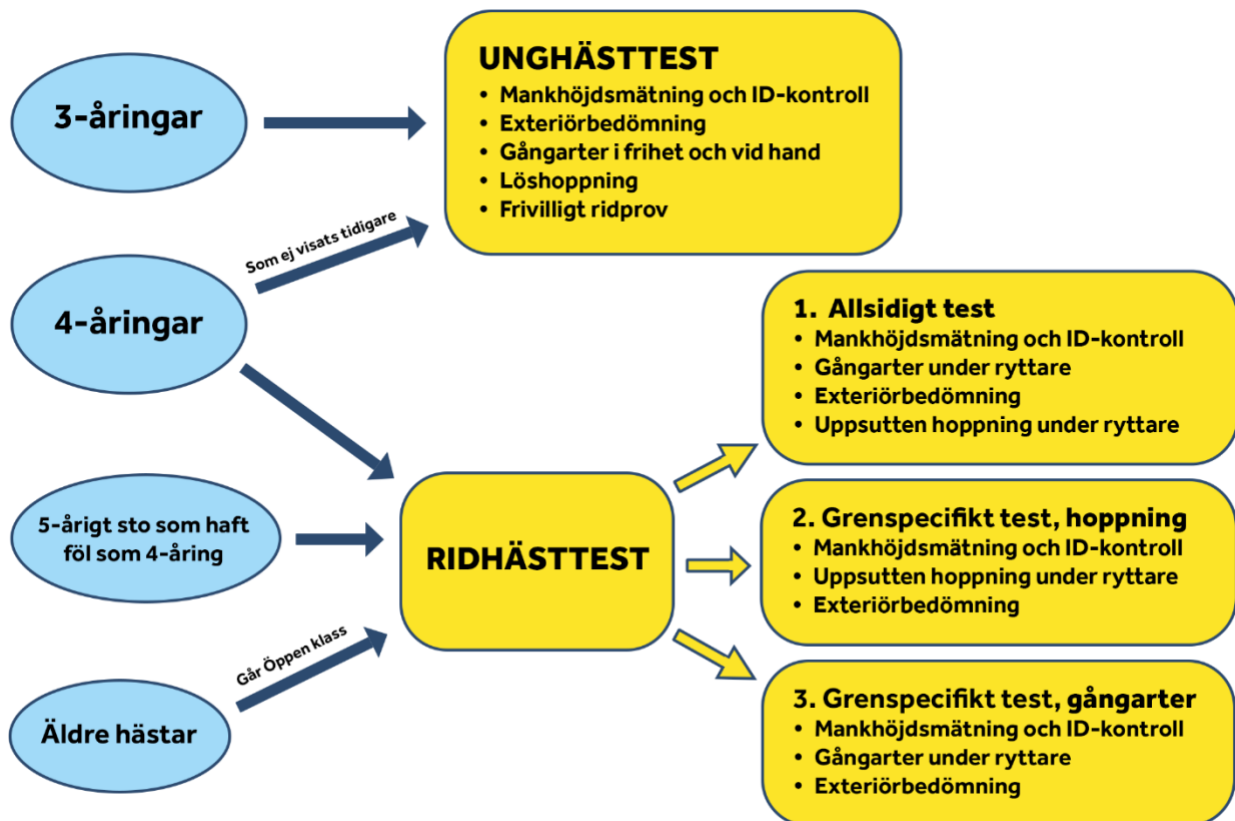 3-åringar
UNGHÄSTTEST
• Mankhöjdsmätning och ID-kontroll
• Exteriörbedömning
• Gångarter i frihet och vid hand
• Löshoppning
• Frivilligt ridprov
Som ej visats tidigare
4-åringar
1. Allsidigt test
• Mankhöjdsmätning och ID-kontroll
• Gångarter under ryttare
• Exteriörbedömning
• Uppsutten hoppning under ryttare
5-årigt sto som haft
föl som 4-åring
RIDHÄSTTEST
2. Grenspecifikt test, hoppning
• Mankhöjdsmätning och ID-kontroll
• Uppsutten hoppning under ryttare
• Exteriörbedömning
Går Öppen klass
Äldre hästar
3. Grenspecifikt test, gångarter
• Mankhöjdsmätning och ID-kontroll
• Gångarter under ryttare
• Exteriörbedömning